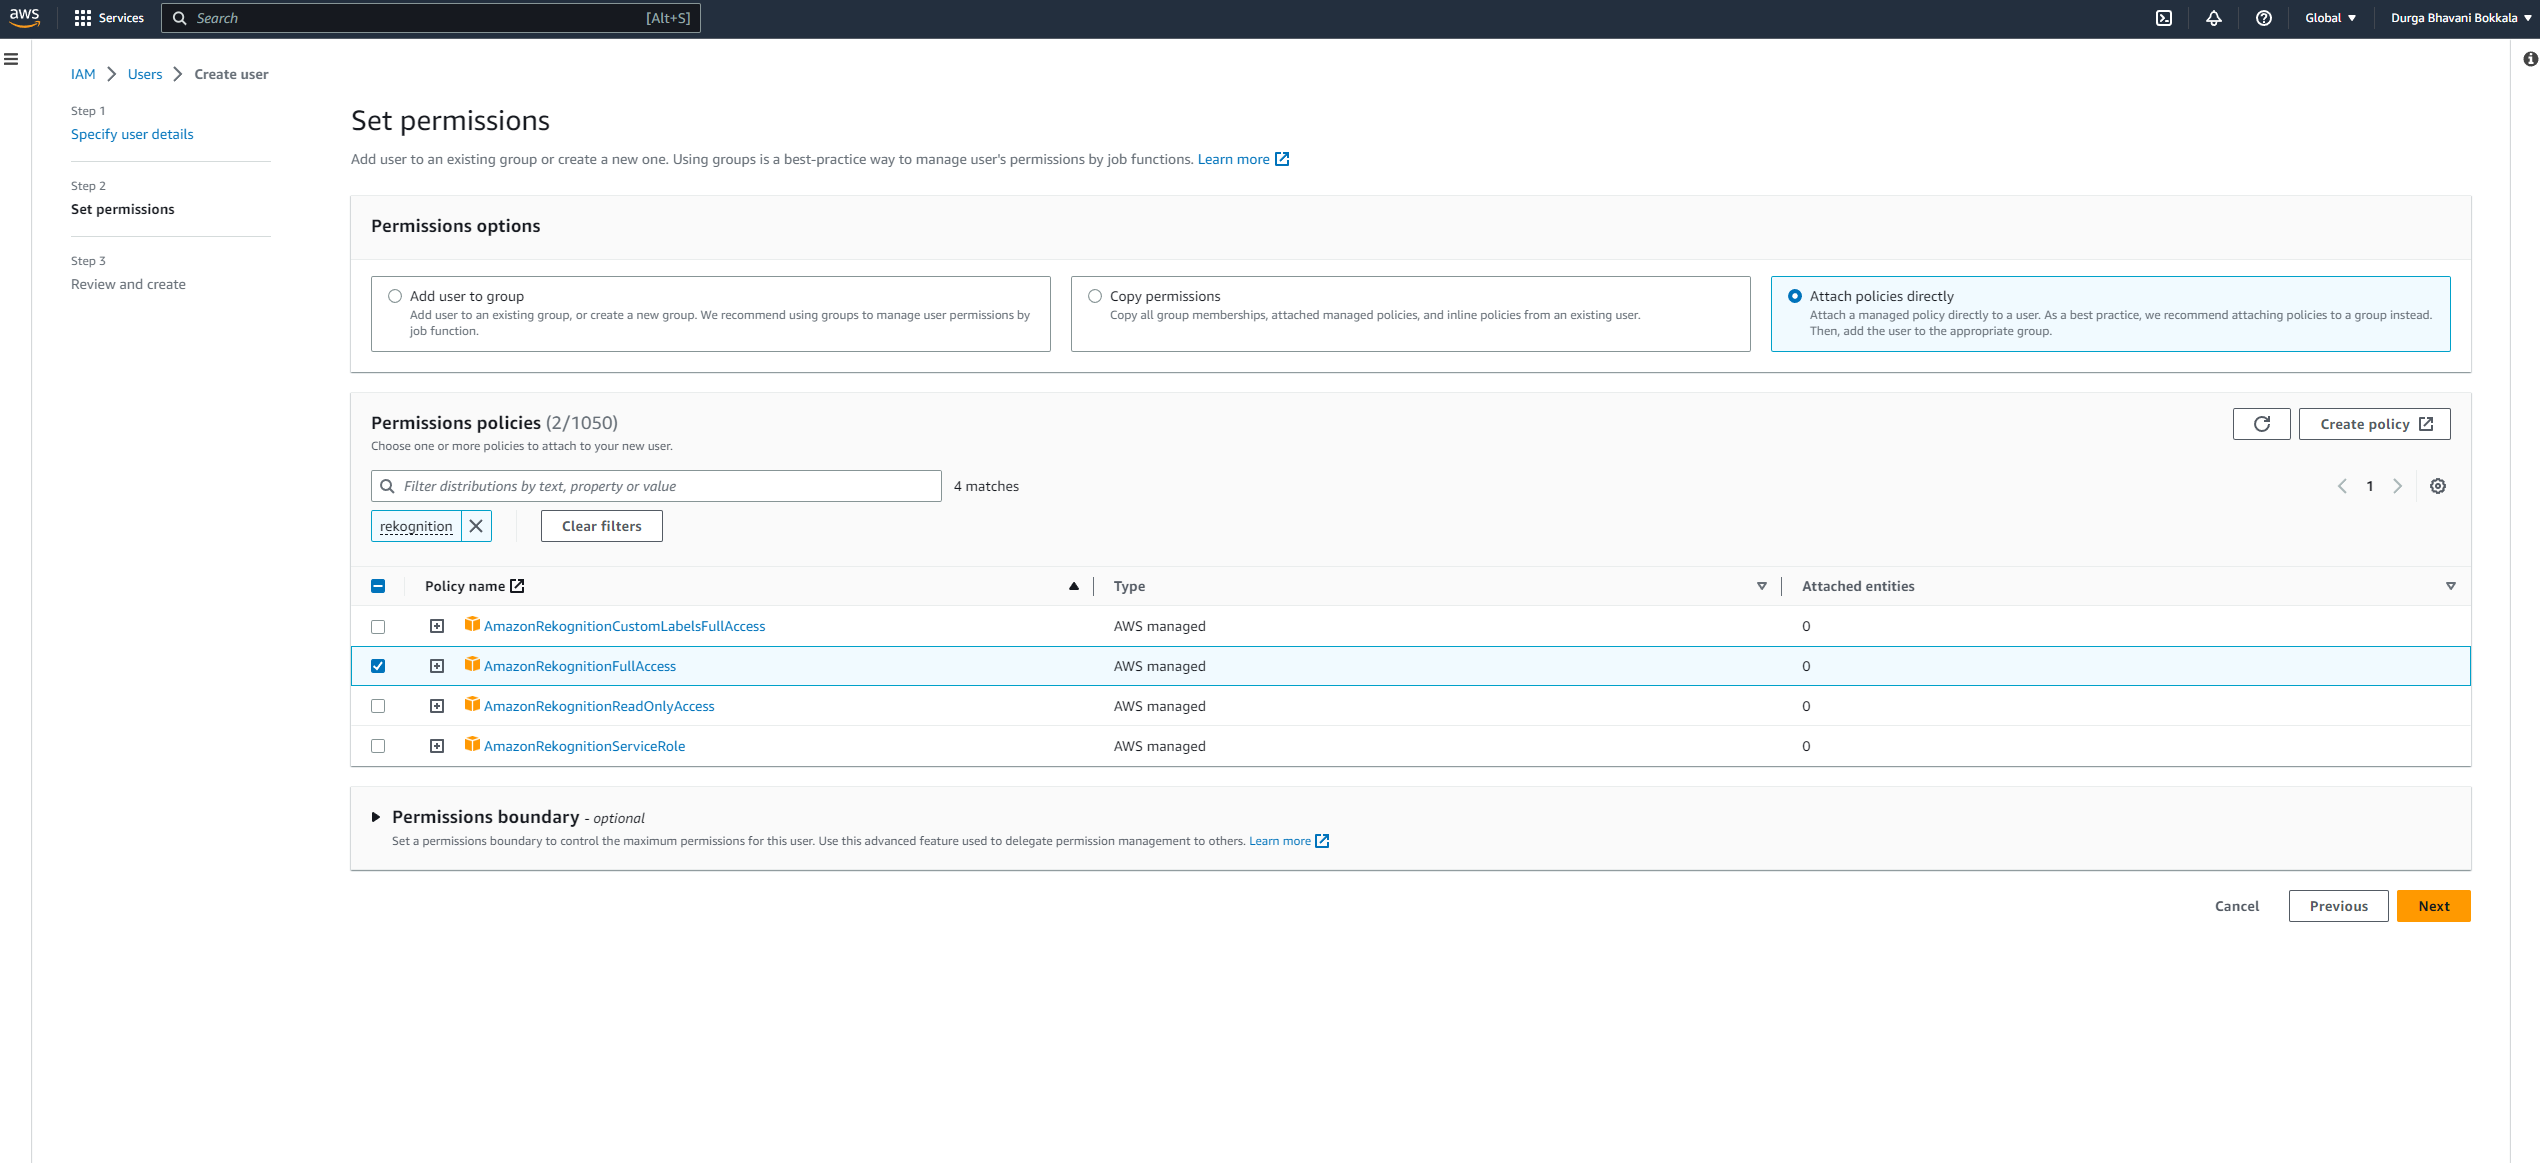 aws
Services
Search [Alt+S]
Global
Durga Bhavani Bokkala
IAM > Users > Create user
Step 1
Specify user details
Step 2
Set permissions
Step 3
Review and create
Set permissions
Add user to an existing group or create a new one. Using groups is a best-practice way to manage user's permissions by job functions. Learn more
Permissions options
Add user to group
Add user to an existing group, or create a new group. We recommend using groups to manage user permissions by
job function.
Copy permissions
Copy all group memberships, attached managed policies, and inline policies from an existing user.
Attach policies directly
Attach a managed policy directly to a user. As a best practice, we recommend attaching policies to a group instead.
Then, add the user to the appropriate group.
Permissions policies (2/1050)
Choose one or more policies to attach to your new user.
Create policy
Filter distributions by text, property or value
4 matches
1
rekognition
Clear filters
Policy name Type Attached entities
AmazonRekognitionCustomLabelsFullAccess AWS managed 0
AmazonRekognitionFullAccess AWS managed 0
AmazonRekognitionReadOnlyAccess AWS managed 0
AmazonRekognitionServiceRole AWS managed 0
Permissions boundary - optional
Set a permissions boundary to control the maximum permissions for this user. Use this advanced feature used to delegate permission management to others. Learn more
Cancel
Previous
Next